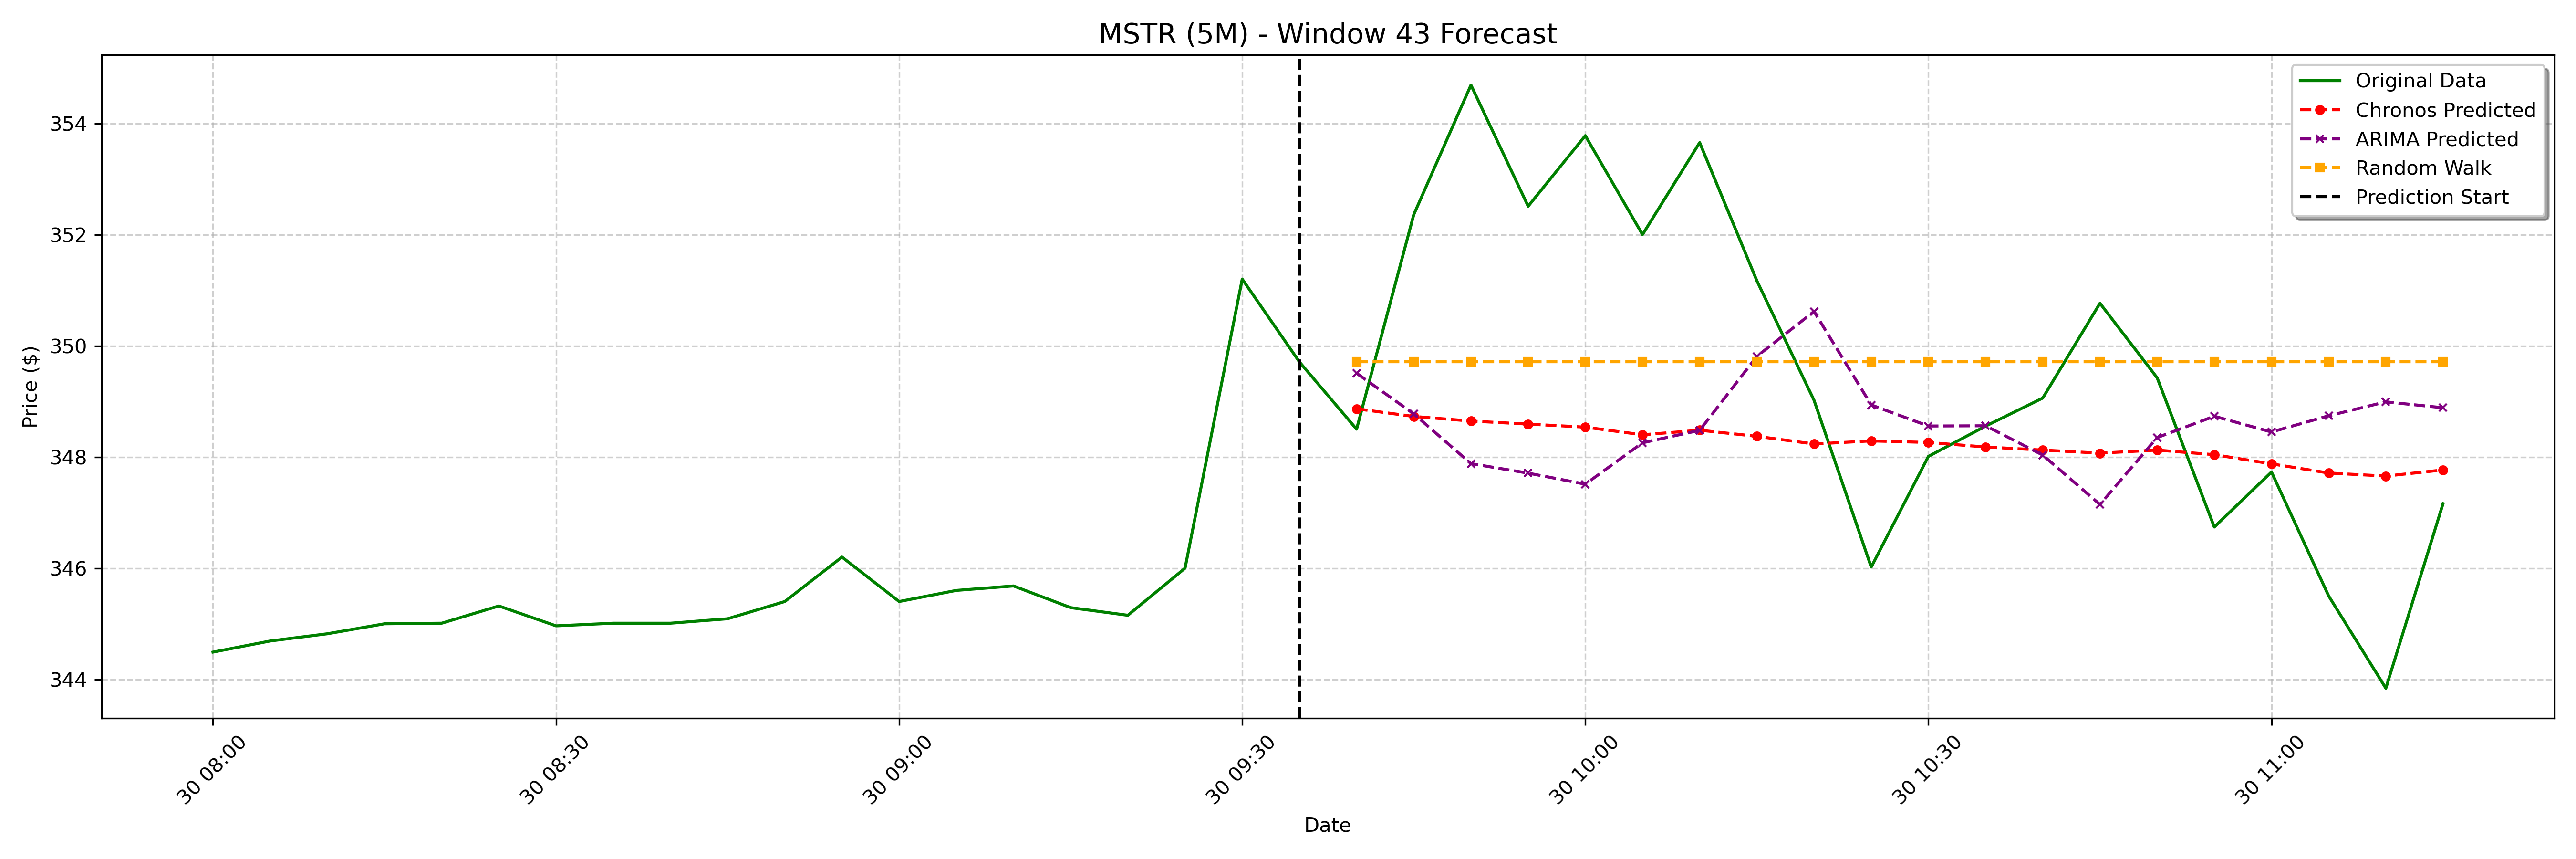 MSTR (5M) - Window 43 Forecast
Original Data
Chronos Predicted
ARIMA Predicted
Random Walk
Prediction Start
Price ($)
354
352
350
348
346
344
30 08:00
30 08:30
30 09:00
30 09:30
30 10:00
30 10:30
30 11:00
Date